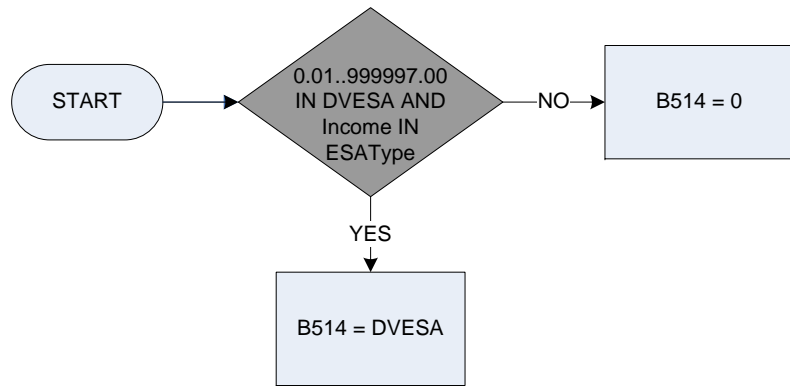 START
0.01..999997.00
IN DVESA AND
Income IN
ESAType
NO
B514 = 0
YES
B514 = DVESA